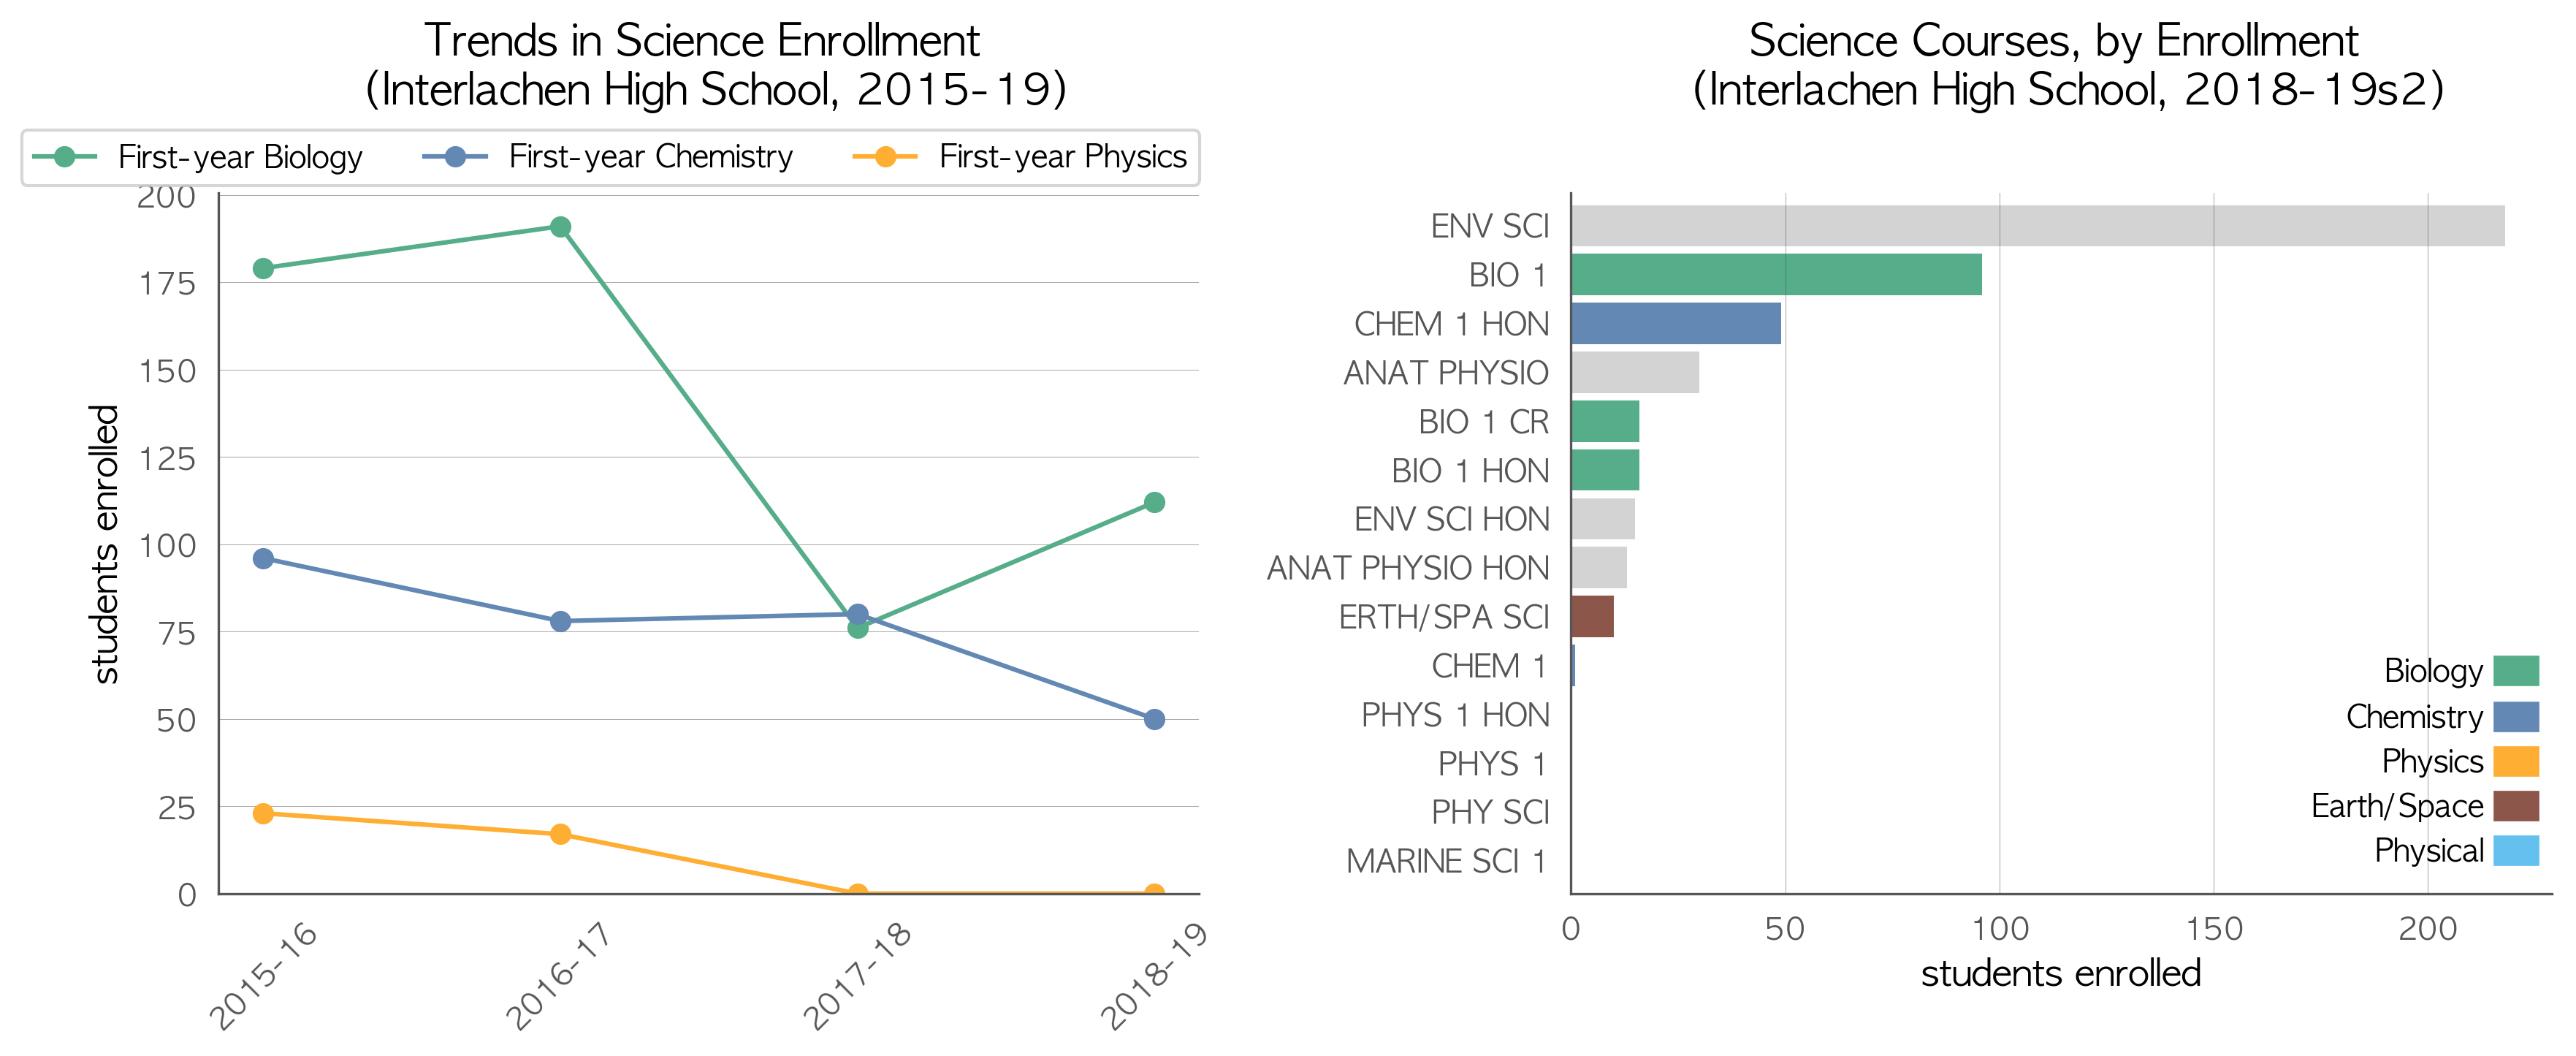 Trends in Science Enrollment
(Interlachen High School, 2015-19)
First-year Biology
First-year Chemistry
First-year Physics
200
175
150
125
100
75
50
25
0
students enrolled
2015-16
2016-17
2017-18
2018-19
Science Courses, by Enrollment
(Interlachen High School, 2018-19s2)
ENV SCI
BIO 1
CHEM 1 HON
ANAT PHYSIO
BIO 1 CR
BIO 1 HON
ENV SCI HON
ANAT PHYSIO HON
ERTH/SPA SCI
CHEM 1
PHYS 1 HON
PHYS 1
PHY SCI
MARINE SCI 1
Biology
Chemistry
Physics
Earth/Space
Physical
0
50
100
150
200
students enrolled